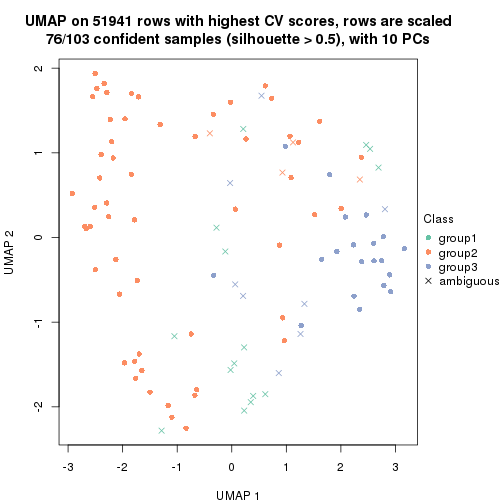 UMAP on 51941 rows with highest CV scores, rows are scaled
76/103 confident samples (silhouette > 0.5), with 10 PCs
2
1
0
-1
-2
UMAP 2
-3 -2 -1 0 1 2 3
UMAP 1
Class
group1
group2
group3
ambiguous